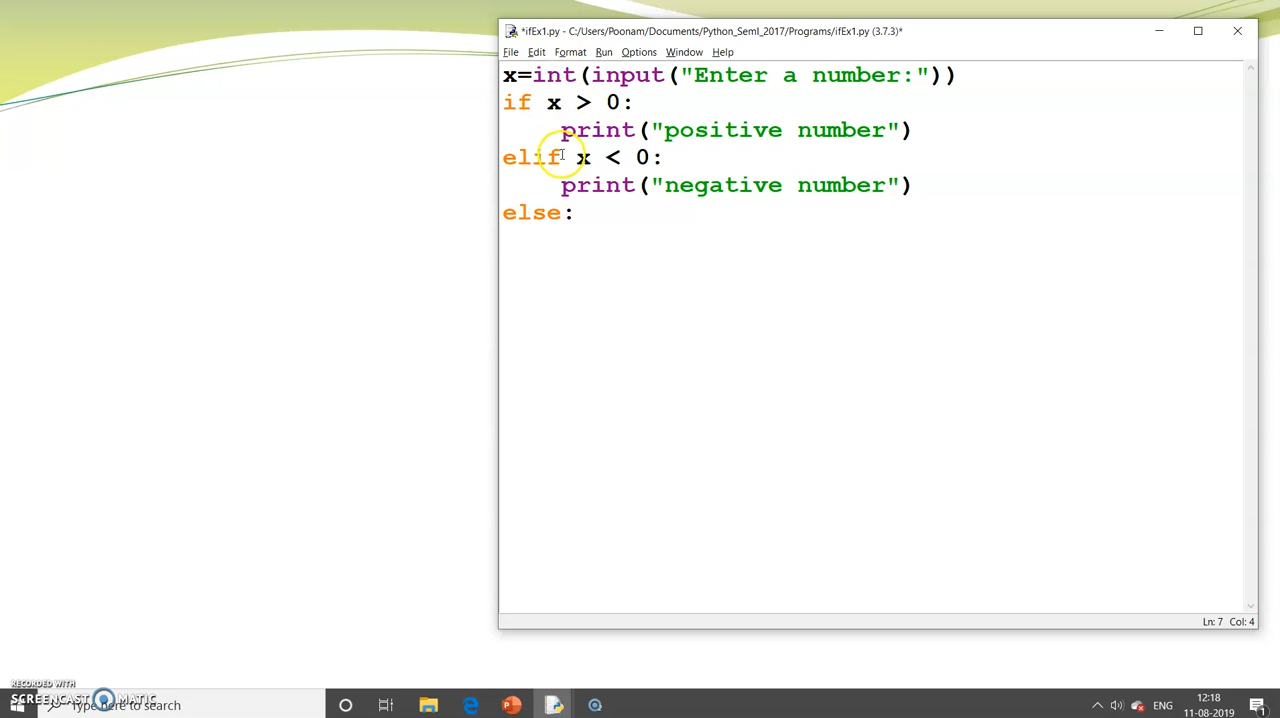 *ifEx1.py - C:/Users/Poonam/Documents/Python_SemI_2017/Programs/ifEx1.py (3.7.3)*
File Edit Format Run Options Window Help
x=int(input("Enter a number:"))
if x > 0:
    print("positive number")
elif x < 0:
    print("negative number")
else:
Ln: 7 Col: 4
RECORDED WITH
SCREENCAST MATIC
Type here to search
ENG
12:18
11-08-2019
1